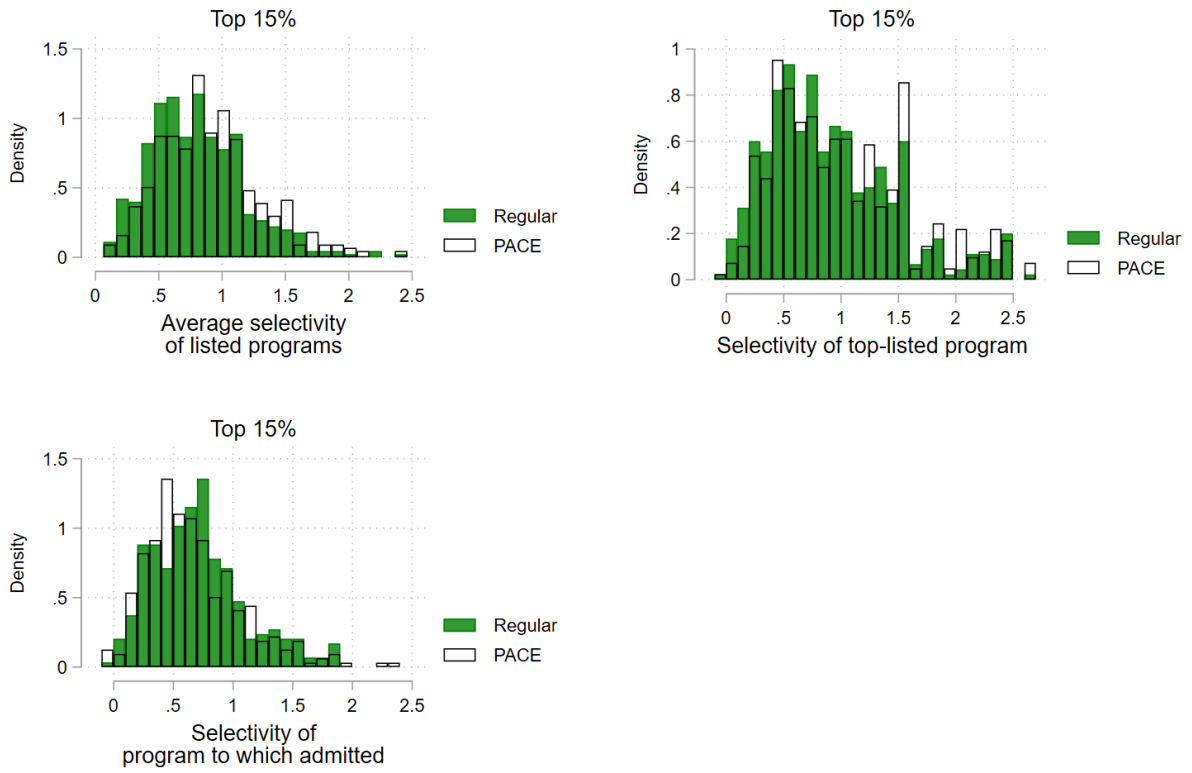 Top 15%
1.5
1
.5
0
Density
0 .5 1 1.5 2 2.5
Average selectivity
of listed programs
Regular
PACE
Top 15%
1
.8
.6
.4
.2
0
Density
0 .5 1 1.5 2 2.5
Selectivity of top-listed program
Regular
PACE
Top 15%
1.5
1
.5
0
Density
0 .5 1 1.5 2 2.5
Selectivity of
program to which admitted
Regular
PACE